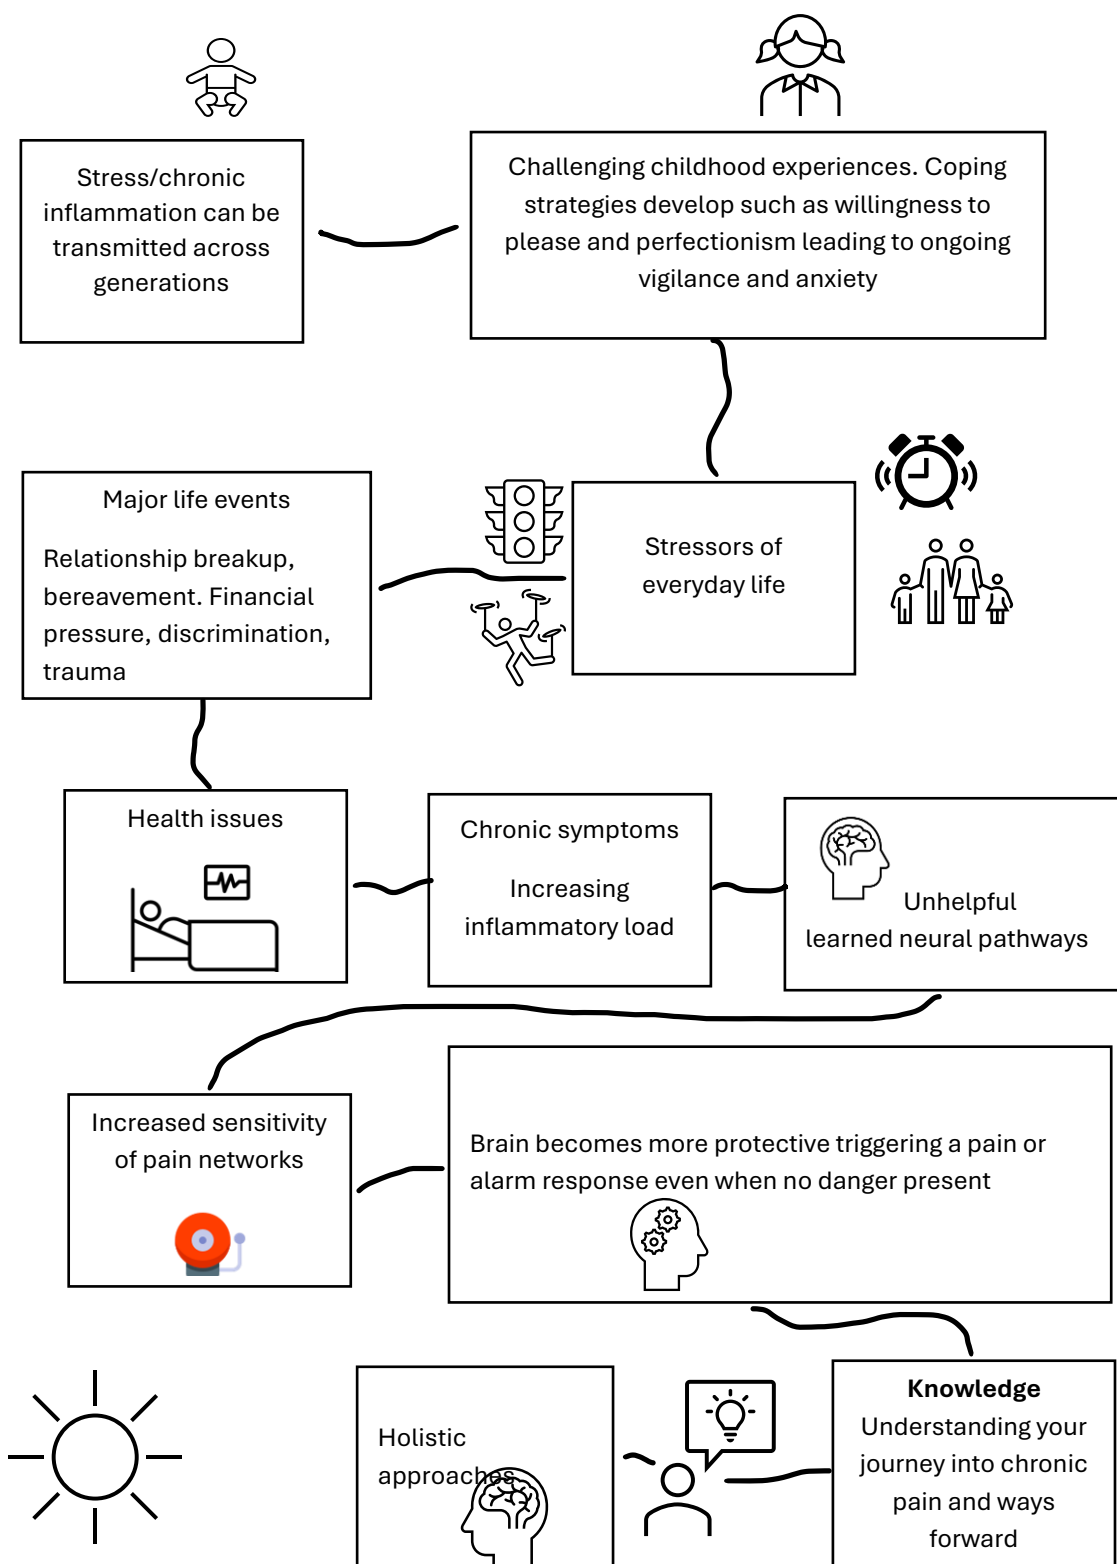 Stress/chronic
inflammation can be
transmitted across
generations
Challenging childhood experiences. Coping
strategies develop such as willingness to
please and perfectionism leading to ongoing
vigilance and anxiety
Stressors of
everyday life
Major life events
Relationship breakup,
bereavement. Financial
pressure, discrimination,
trauma
Health issues
Chronic symptoms
Increasing
inflammatory load
Unhelpful
learned neural pathways
Increased sensitivity
of pain networks
Brain becomes more protective triggering a pain or
alarm response even when no danger present
Knowledge
Understanding your
journey into chronic
pain and ways
forward
Holistic
approaches